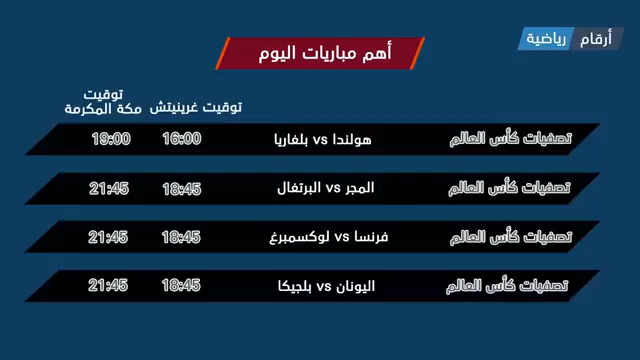 أرقام رياضية
أهم مباريات اليوم
توقيت غرينيتش
توقيت
مكة المكرمة
تصفيات كأس العالم هولندا vs بلغاريا 16:00 19:00
تصفيات كأس العالم المجر vs البرتغال 18:45 21:45
تصفيات كأس العالم فرنسا vs لوكسمبرغ 18:45 21:45
تصفيات كأس العالم اليونان vs بلجيكا 18:45 21:45